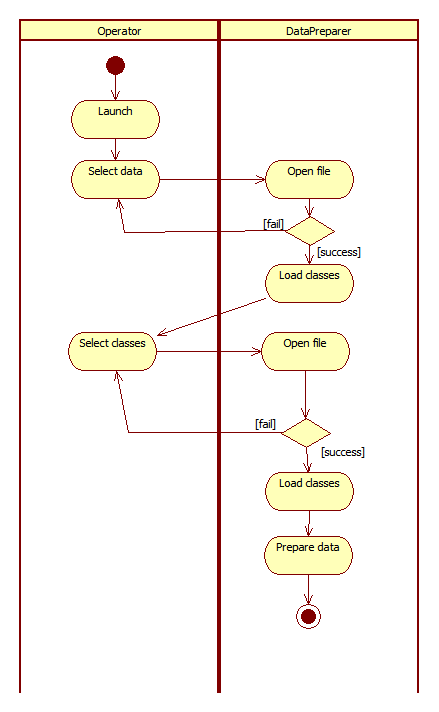 Operator
DataPreparer
Launch
Select data
Open file
[fail]
[success]
Load classes
Select classes
Open file
[fail]
[success]
Load classes
Prepare data